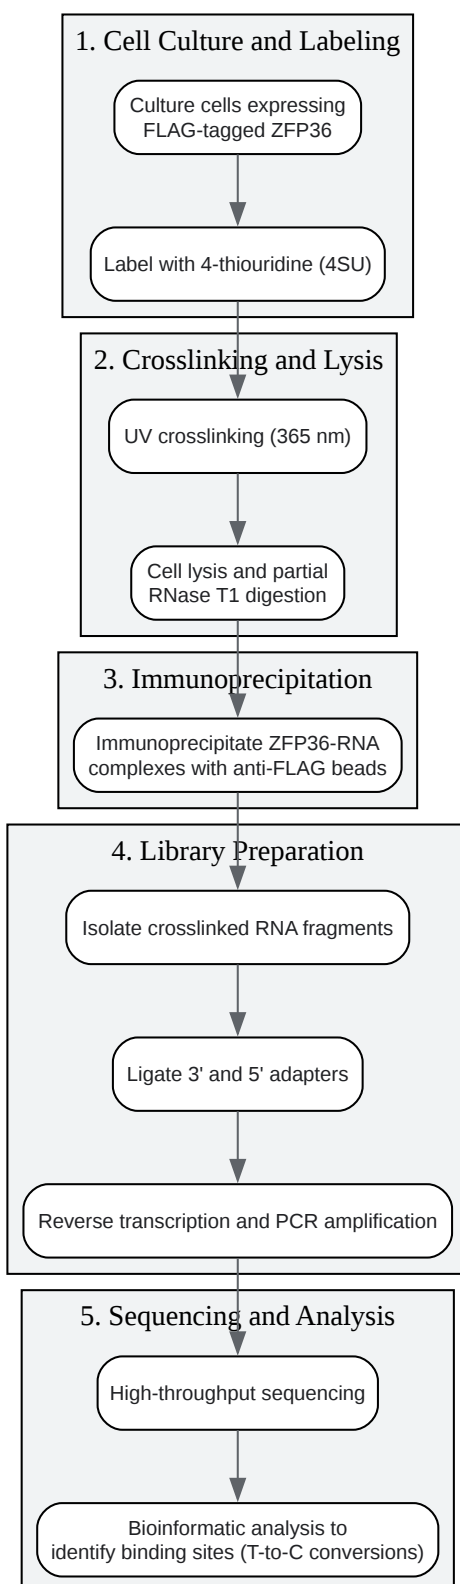 1. Cell Culture and Labeling
Culture cells expressing
FLAG-tagged ZFP36
Label with 4-thiouridine (4SU)
2. Crosslinking and Lysis
UV crosslinking (365 nm)
Cell lysis and partial
RNase T1 digestion
3. Immunoprecipitation
Immunoprecipitate ZFP36-RNA
complexes with anti-FLAG beads
4. Library Preparation
Isolate crosslinked RNA fragments
Ligate 3' and 5' adapters
Reverse transcription and PCR amplification
5. Sequencing and Analysis
High-throughput sequencing
Bioinformatic analysis to
identify binding sites (T-to-C conversions)